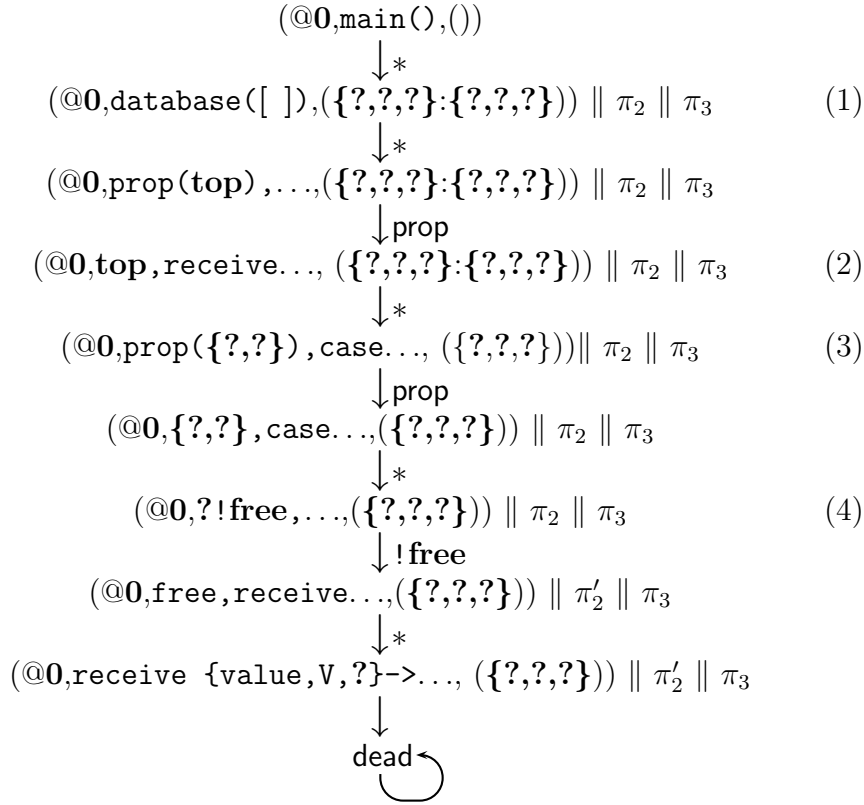 (@0,main(),())
*
(@0,database([ ]),({?,?,?}:{?,?,?})) ∥ π₂ ∥ π₃ (1)
*
(@0,prop(top),...,({?,?,?}:{?,?,?})) ∥ π₂ ∥ π₃
prop
(@0,top,receive..., ({?,?,?}:{?,?,?})) ∥ π₂ ∥ π₃ (2)
*
(@0,prop({?,?}),case..., ({?,?,?}))∥ π₂ ∥ π₃ (3)
prop
(@0,{?,?},case...,({?,?,?})) ∥ π₂ ∥ π₃
*
(@0,?!free,...,({?,?,?})) ∥ π₂ ∥ π₃ (4)
!free
(@0,free,receive...,({?,?,?})) ∥ π₂′ ∥ π₃
*
(@0,receive {value,V,?}->..., ({?,?,?})) ∥ π₂′ ∥ π₃
dead